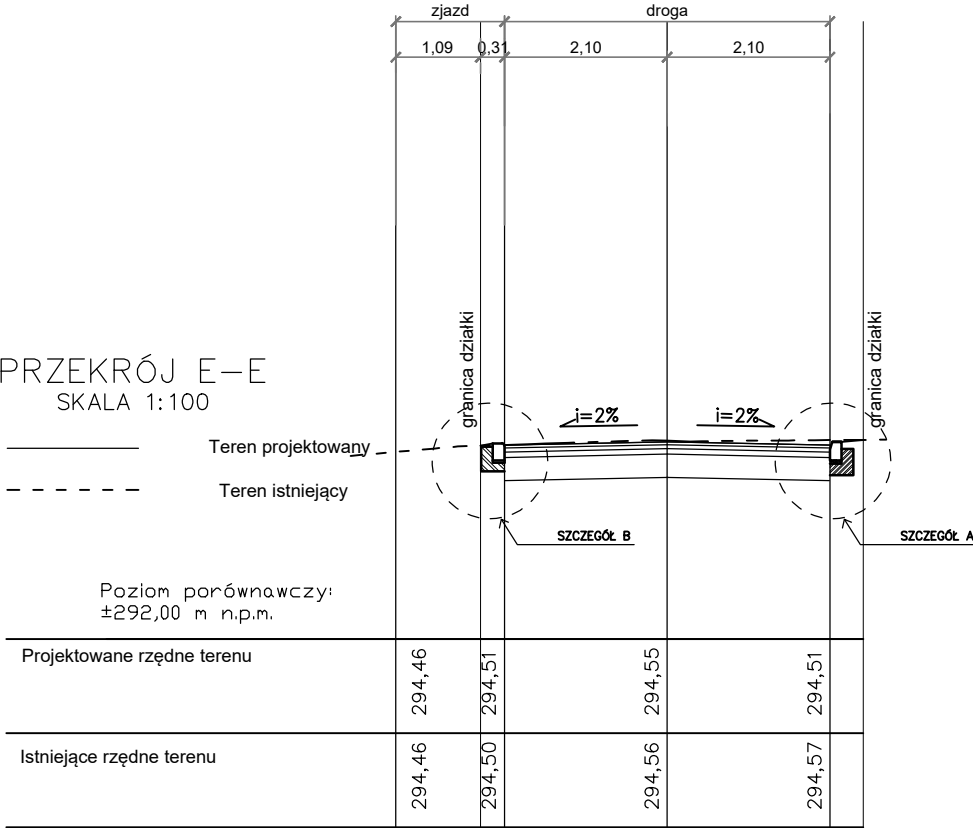 zjazd droga
1,09 0,31 2,10 2,10
granica działki
granica działki
PRZEKRÓJ E-E
SKALA 1:100
i=2% i=2%
Teren projektowany
Teren istniejący
SZCZEGÓŁ B SZCZEGÓŁ A
Poziom porównawczy:
±292,00 m n.p.m.
Projektowane rzędne terenu
294,46 294,51 294,55 294,51
Istniejące rzędne terenu
294,46 294,50 294,56 294,57